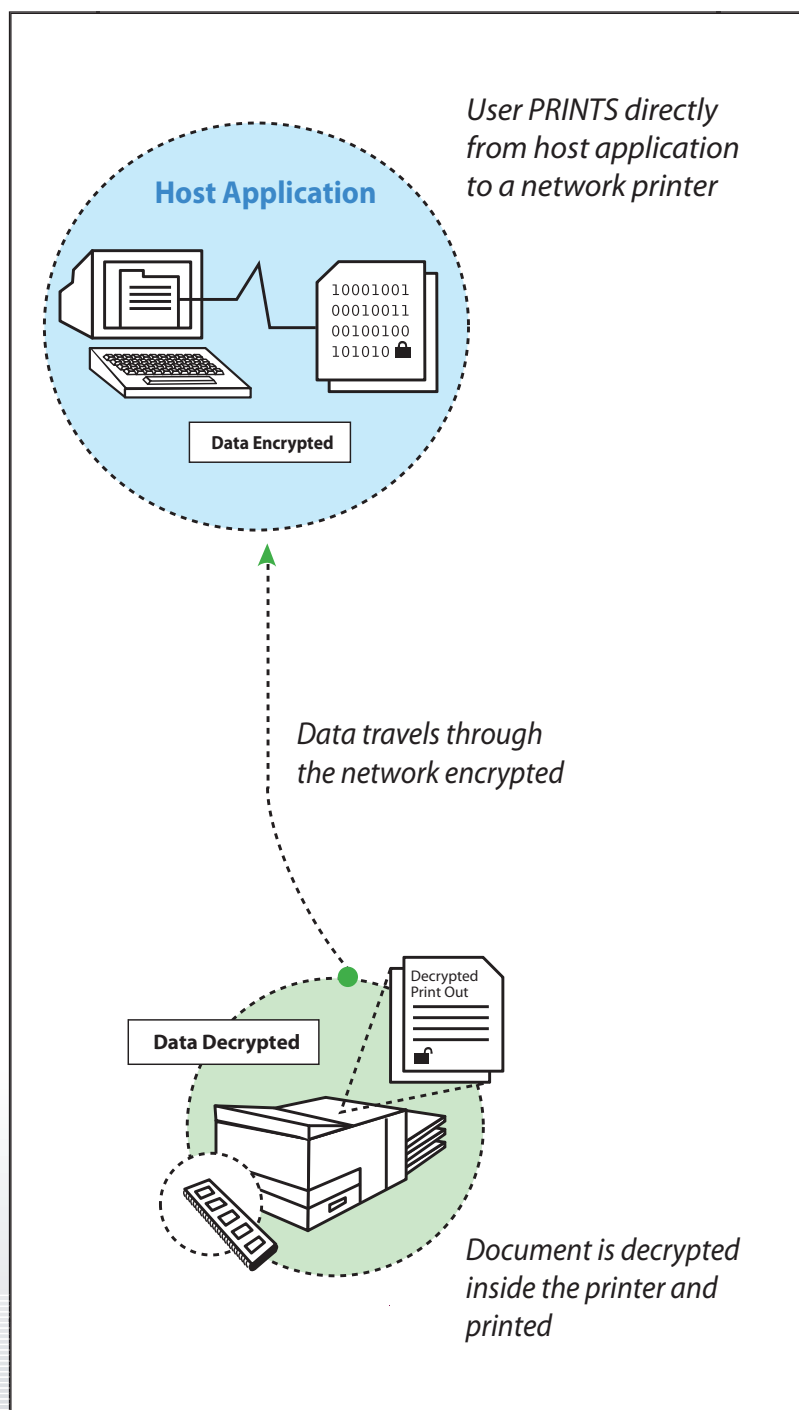 User PRINTS directly
from host application
to a network printer
Host Application
10001001
00010011
00100100
101010
Data Encrypted
Data travels through
the network encrypted
Decrypted
Print Out
Data Decrypted
Document is decrypted
inside the printer and
printed